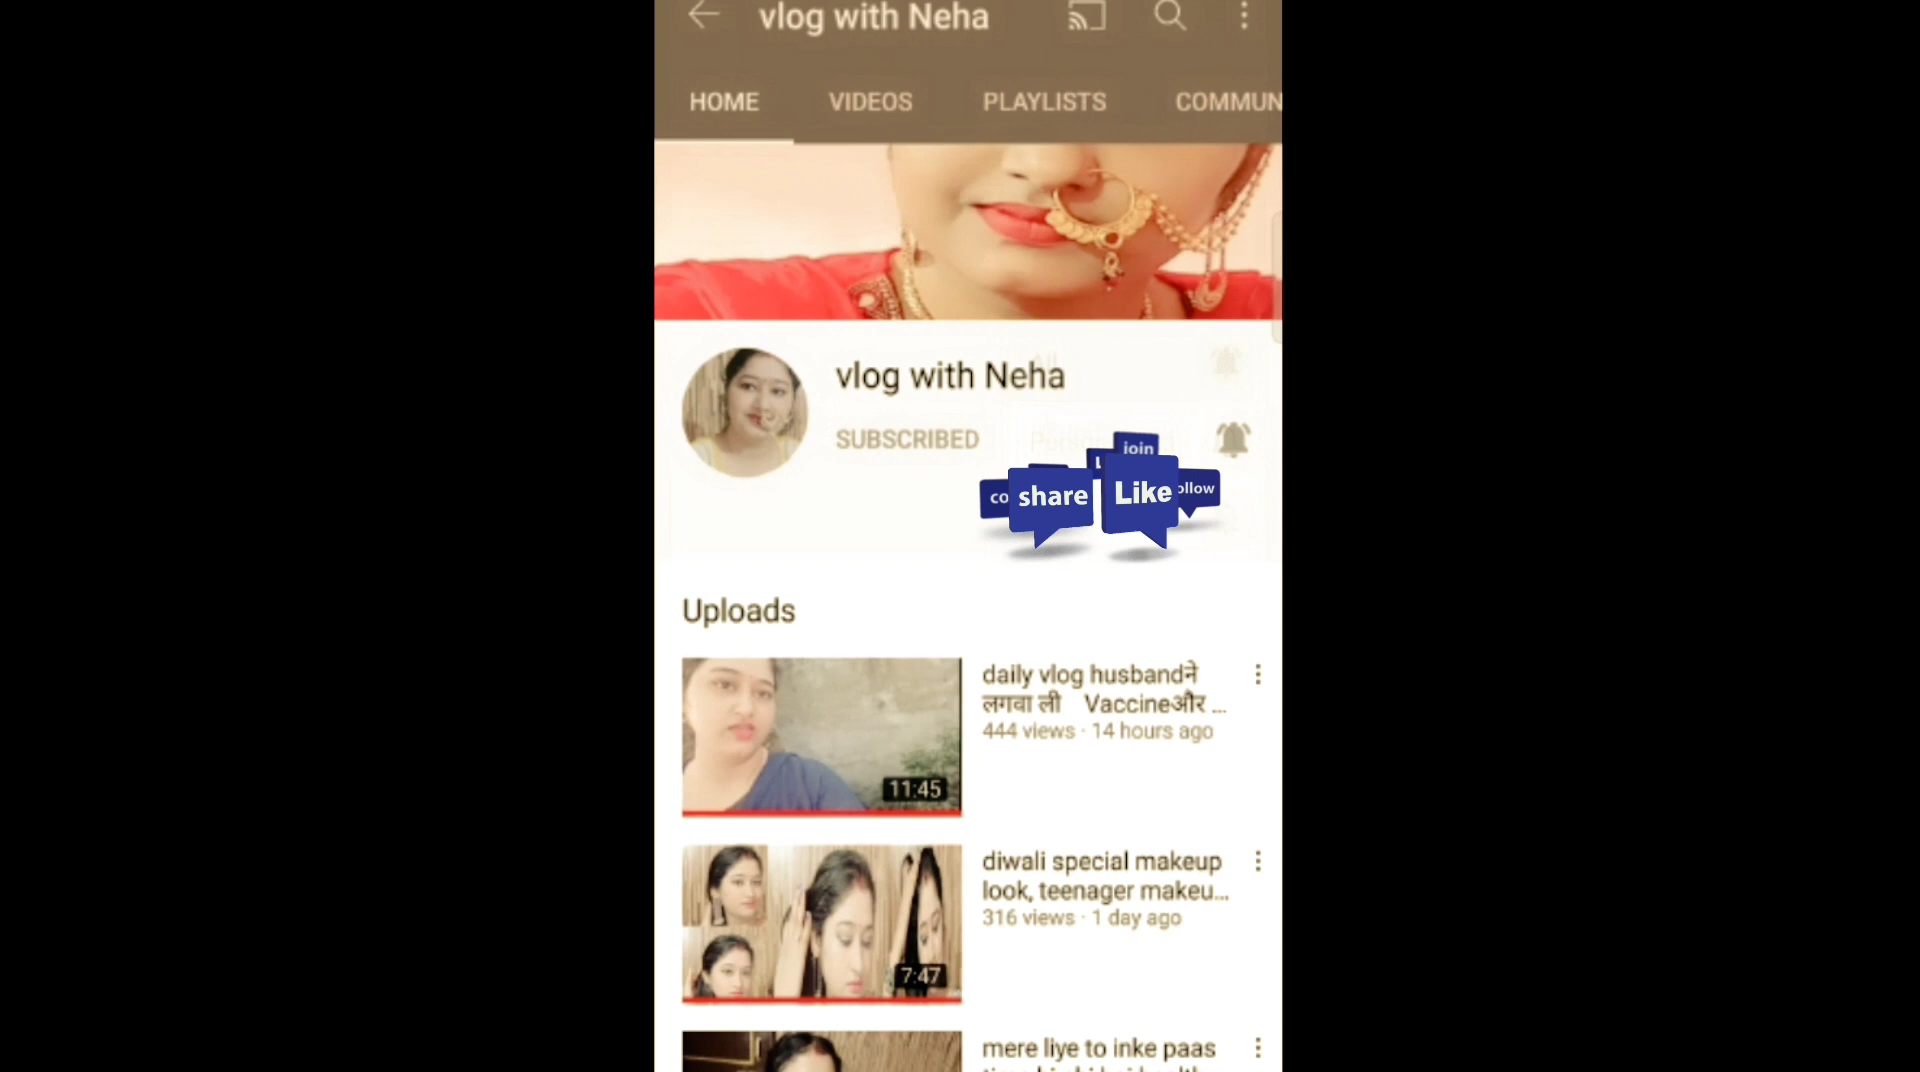 vlog with Neha
HOME VIDEOS PLAYLISTS COMMUN
vlog with Neha
SUBSCRIBED
join
co share Like ollow
Uploads
daily vlog husbandने
लगवा ली Vaccineऔर ...
444 views · 14 hours ago
11:45
diwali special makeup
look, teenager makeu...
316 views · 1 day ago
7:47
mere liye to inke paas